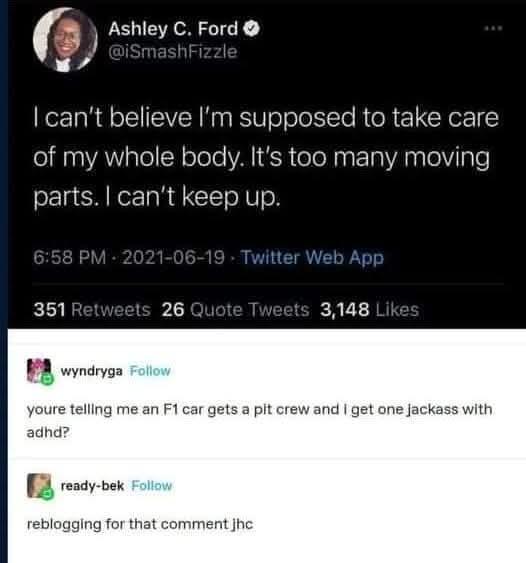 Ashley C. Ford
@iSmashFizzle
I can't believe I'm supposed to take care
of my whole body. It's too many moving
parts. I can't keep up.
6:58 PM · 2021-06-19 · Twitter Web App
351 Retweets 26 Quote Tweets 3,148 Likes
wyndryga Follow
youre telling me an F1 car gets a pit crew and i get one jackass with
adhd?
ready-bek Follow
reblogging for that comment jhc